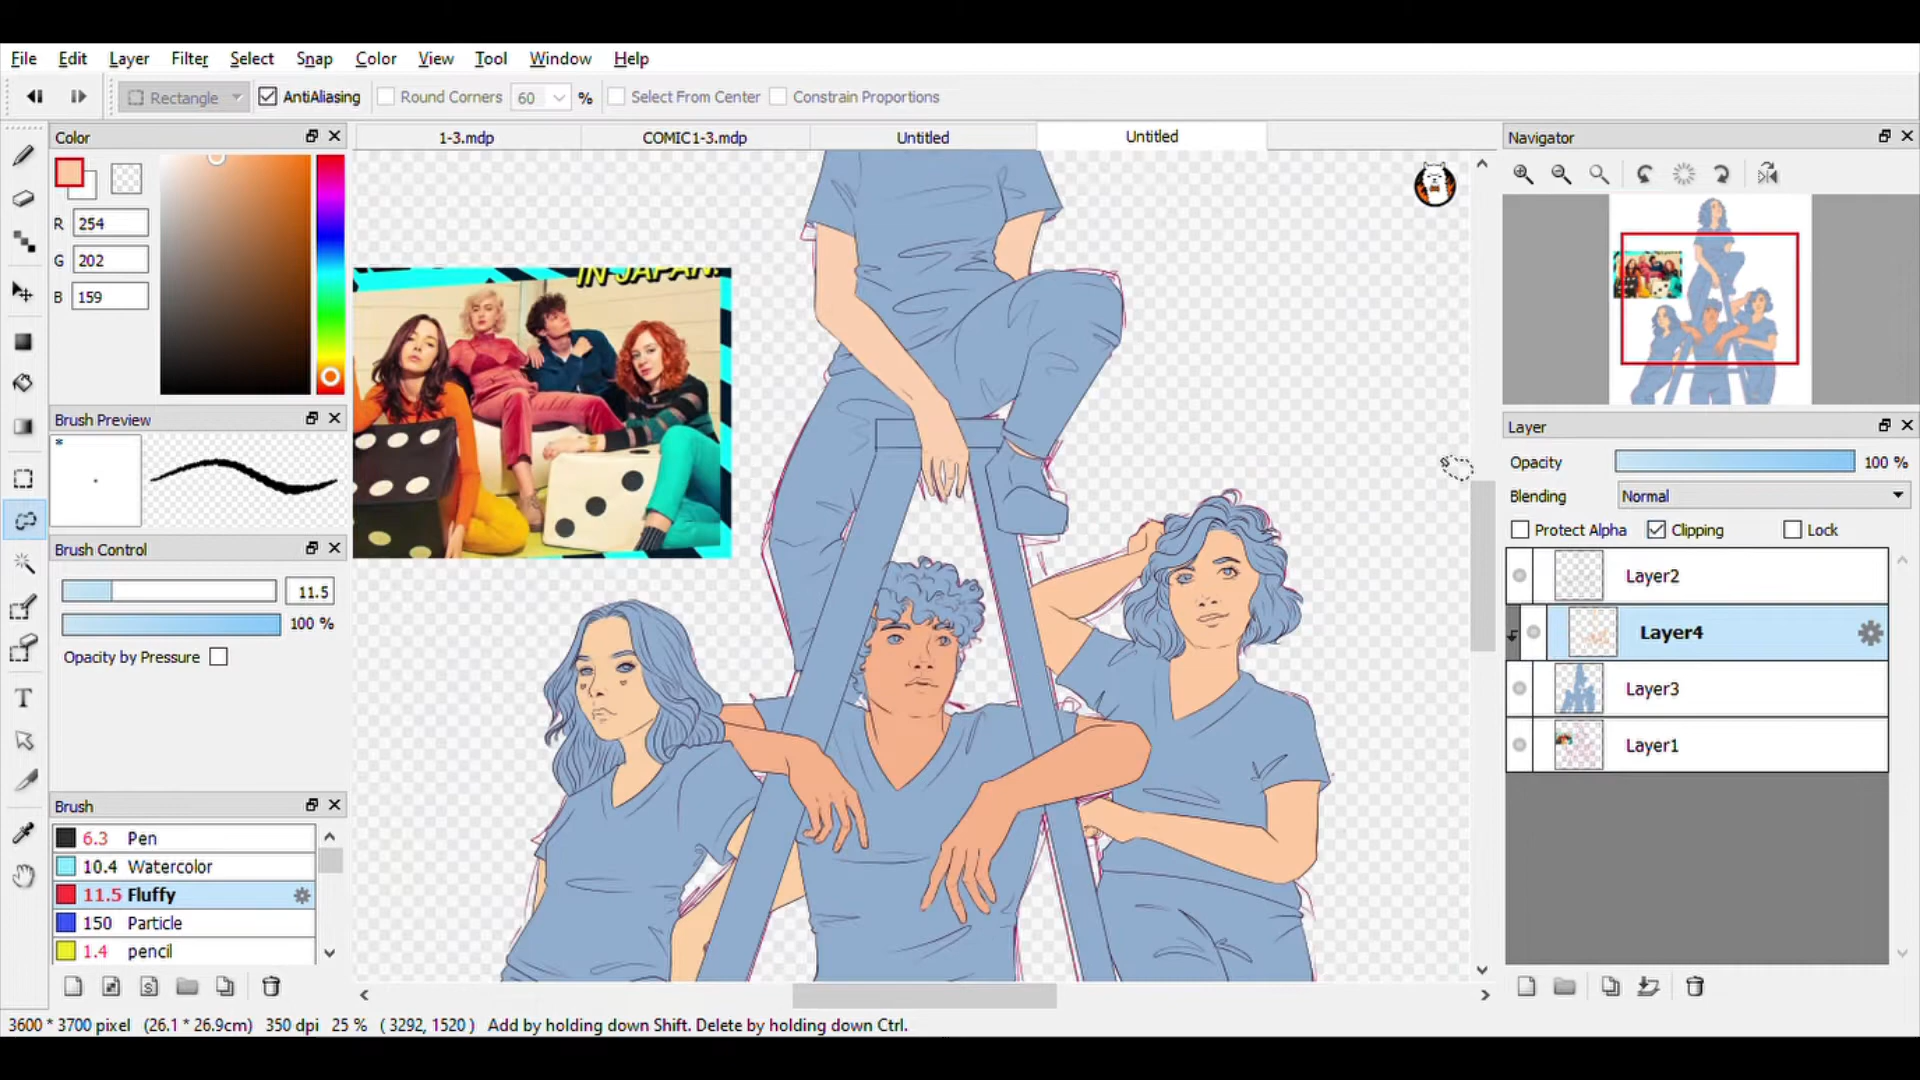 File Edit Layer Filter Select Snap Color View Tool Window Help
Rectangle AntiAliasing Round Corners 60 % Select From Center Constrain Proportions
Color
R 254
G 202
B 159
Brush Preview
*
Brush Control
11.5
100 %
Opacity by Pressure
Brush
6.3 Pen
10.4 Watercolor
11.5 Fluffy
150 Particle
1.4 pencil
1-3.mdp COMIC1-3.mdp Untitled Untitled
IN JAPAN!
Navigator
Layer
Opacity 100 %
Blending Normal
Protect Alpha Clipping Lock
Layer2
Layer4
Layer3
Layer1
3600 * 3700 pixel (26.1 * 26.9cm) 350 dpi 25 % ( 3292, 1520 ) Add by holding down Shift. Delete by holding down Ctrl.